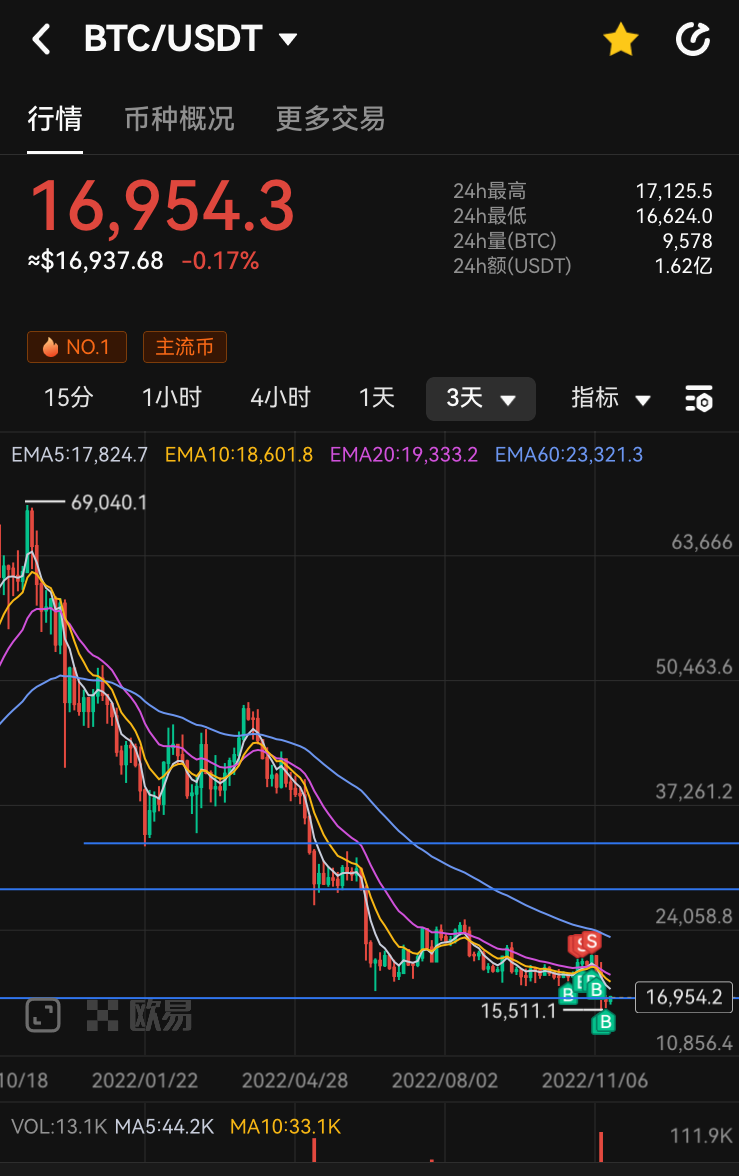 BTC/USDT
行情 币种概况 更多交易
16,954.3
≈$16,937.68 -0.17%
24h最高 17,125.5
24h最低 16,624.0
24h量(BTC) 9,578
24h额(USDT) 1.62亿
NO.1 主流币
15分 1小时 4小时 1天 3天 指标
EMA5:17,824.7 EMA10:18,601.8 EMA20:19,333.2 EMA60:23,321.3
69,040.1
63,666
50,463.6
37,261.2
24,058.8
S S
B B B
B
16,954.2
15,511.1
B
欧易
10,856.4
10/18 2022/01/22 2022/04/28 2022/08/02 2022/11/06
VOL:13.1K MA5:44.2K MA10:33.1K
111.9K